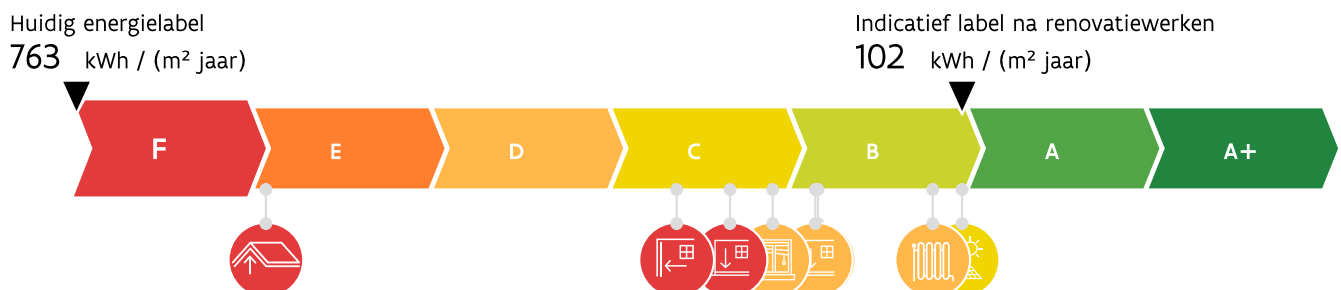 Huidig energielabel
763 kWh / (m² jaar)
Indicatief label na renovatiewerken
102 kWh / (m² jaar)
F E D C B A A+